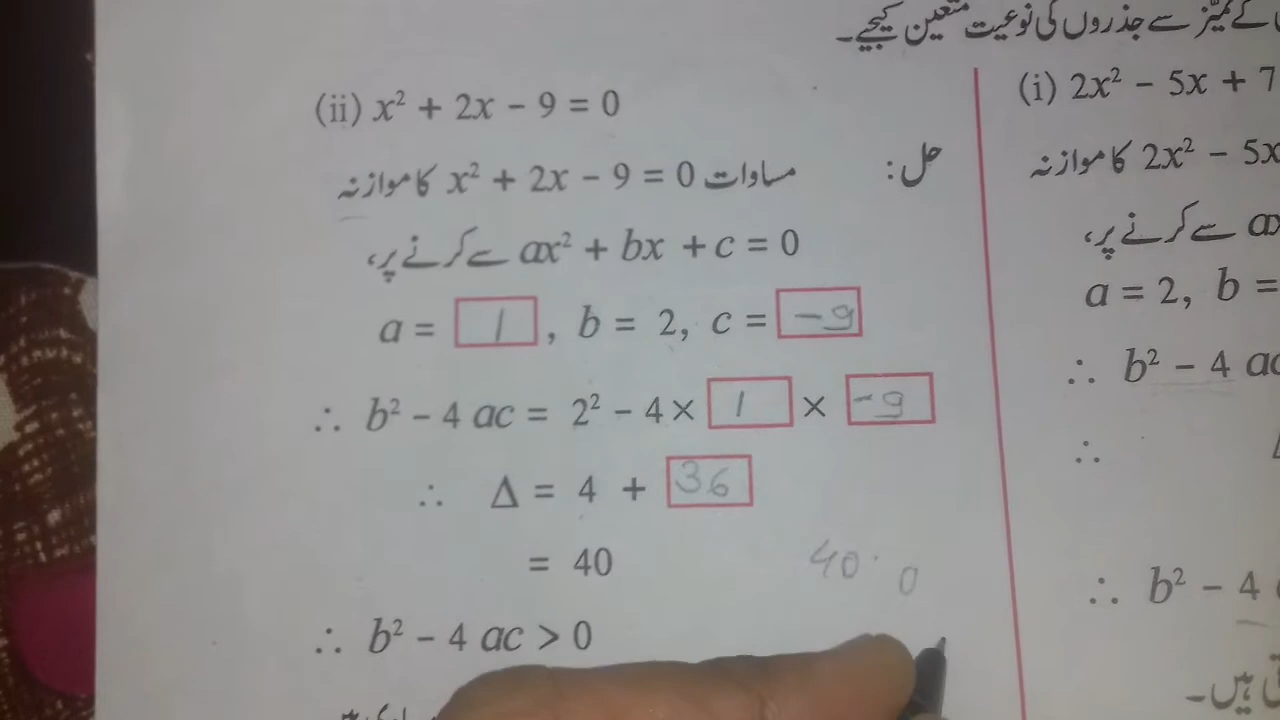 کے ممیّز سے جذروں کی نوعیت متعین کیجیے۔
(ii) x² + 2x − 9 = 0
حل: مساوات x² + 2x − 9 = 0 کا موازنہ
ax² + bx + c = 0 سے کرنے پر،
a = 1, b = 2, c = −9
∴ b² − 4 ac = 2² − 4 × 1 × −9
∴ Δ = 4 + 36
= 40
40 . 0
∴ b² − 4 ac > 0
(i) 2x² − 5x + 7
2x² − 5x کا موازنہ
سے کرنے پر،
a = 2, b =
∴ b² − 4 ac
∴
∴ b² − 4
ہیں۔